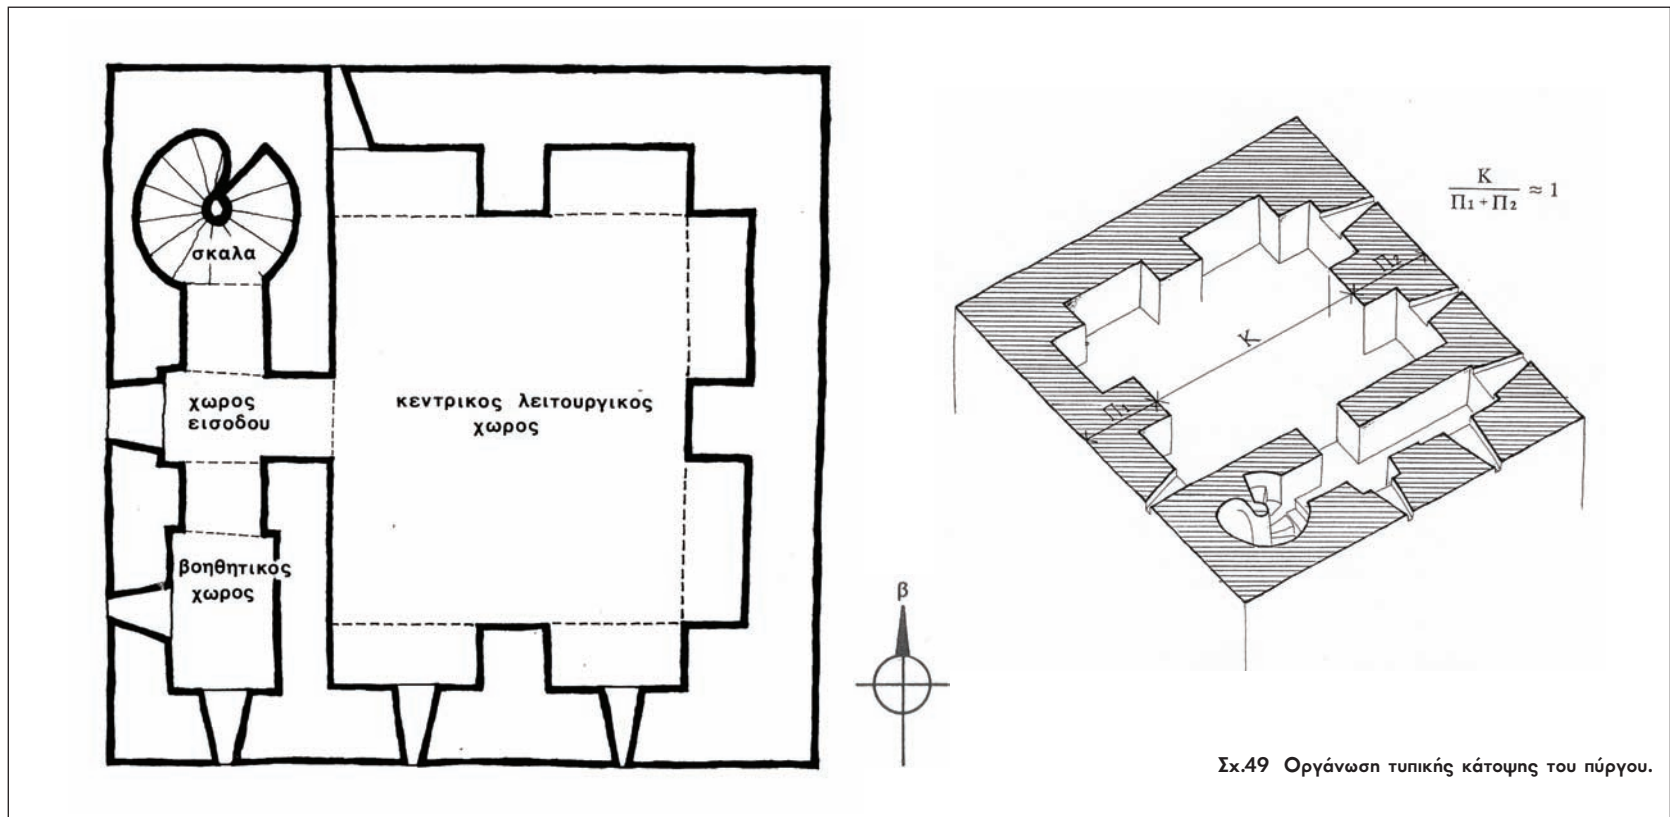 σκαλα
χωρος
εισοδου
κεντρικος λειτουργικος
χωρος
βοηθητικος
χωρος
β
K
Π1 + Π2
≈ 1
Π2
K
Π1
Σχ.49 Οργάνωση τυπικής κάτοψης του πύργου.